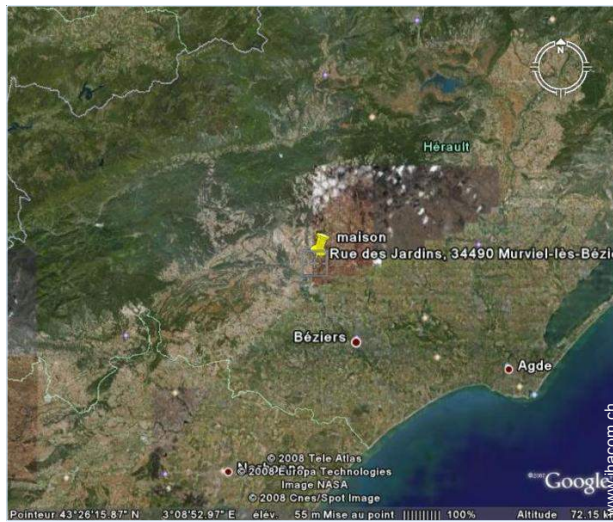 N
Hérault
maison
Rue des Jardins, 34490 Murviel-lès-Bézie
Béziers
Agde
© 2008 Tele Atlas
© 2008 Europa Technologies
Image NASA
© 2008 Cnes/Spot Image
©2007 Google
Pointeur 43°26'15.87" N 3°08'52.97" E élév. 55 m Mise au point 100% Altitude 72.15 k